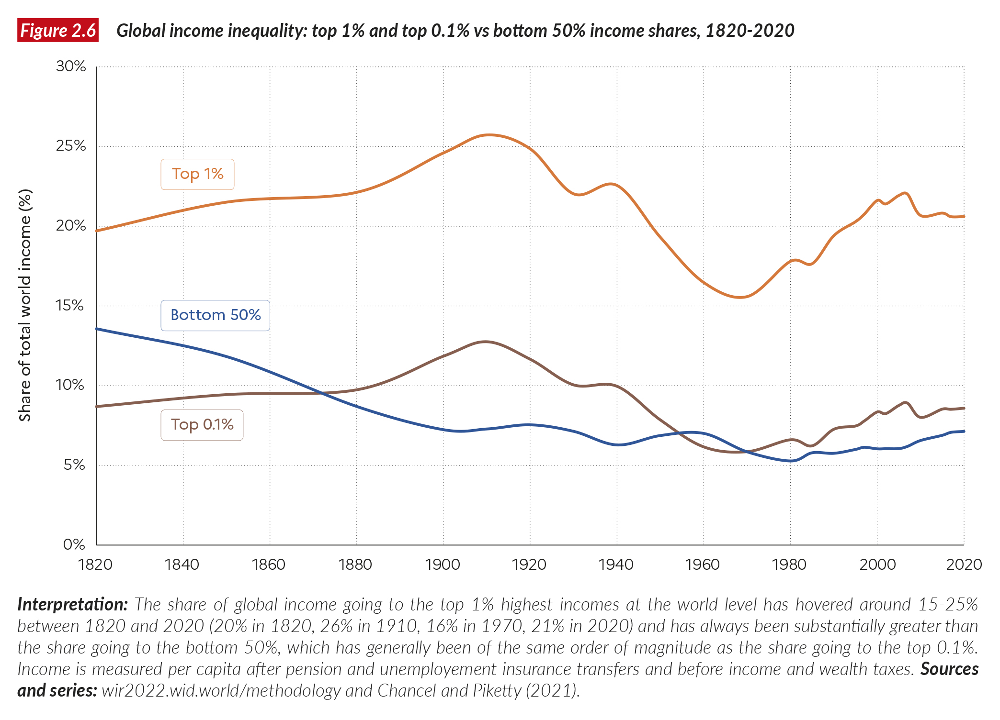 Figure 2.6 Global income inequality: top 1% and top 0.1% vs bottom 50% income shares, 1820-2020
Share of total world income (%)
30%
25%
20%
15%
10%
5%
0%
Top 1%
Bottom 50%
Top 0.1%
1820 1840 1860 1880 1900 1920 1940 1960 1980 2000 2020
Interpretation: The share of global income going to the top 1% highest incomes at the world level has hovered around 15-25%
between 1820 and 2020 (20% in 1820, 26% in 1910, 16% in 1970, 21% in 2020) and has always been substantially greater than
the share going to the bottom 50%, which has generally been of the same order of magnitude as the share going to the top 0.1%.
Income is measured per capita after pension and unemployement insurance transfers and before income and wealth taxes. Sources
and series: wir2022.wid.world/methodology and Chancel and Piketty (2021).